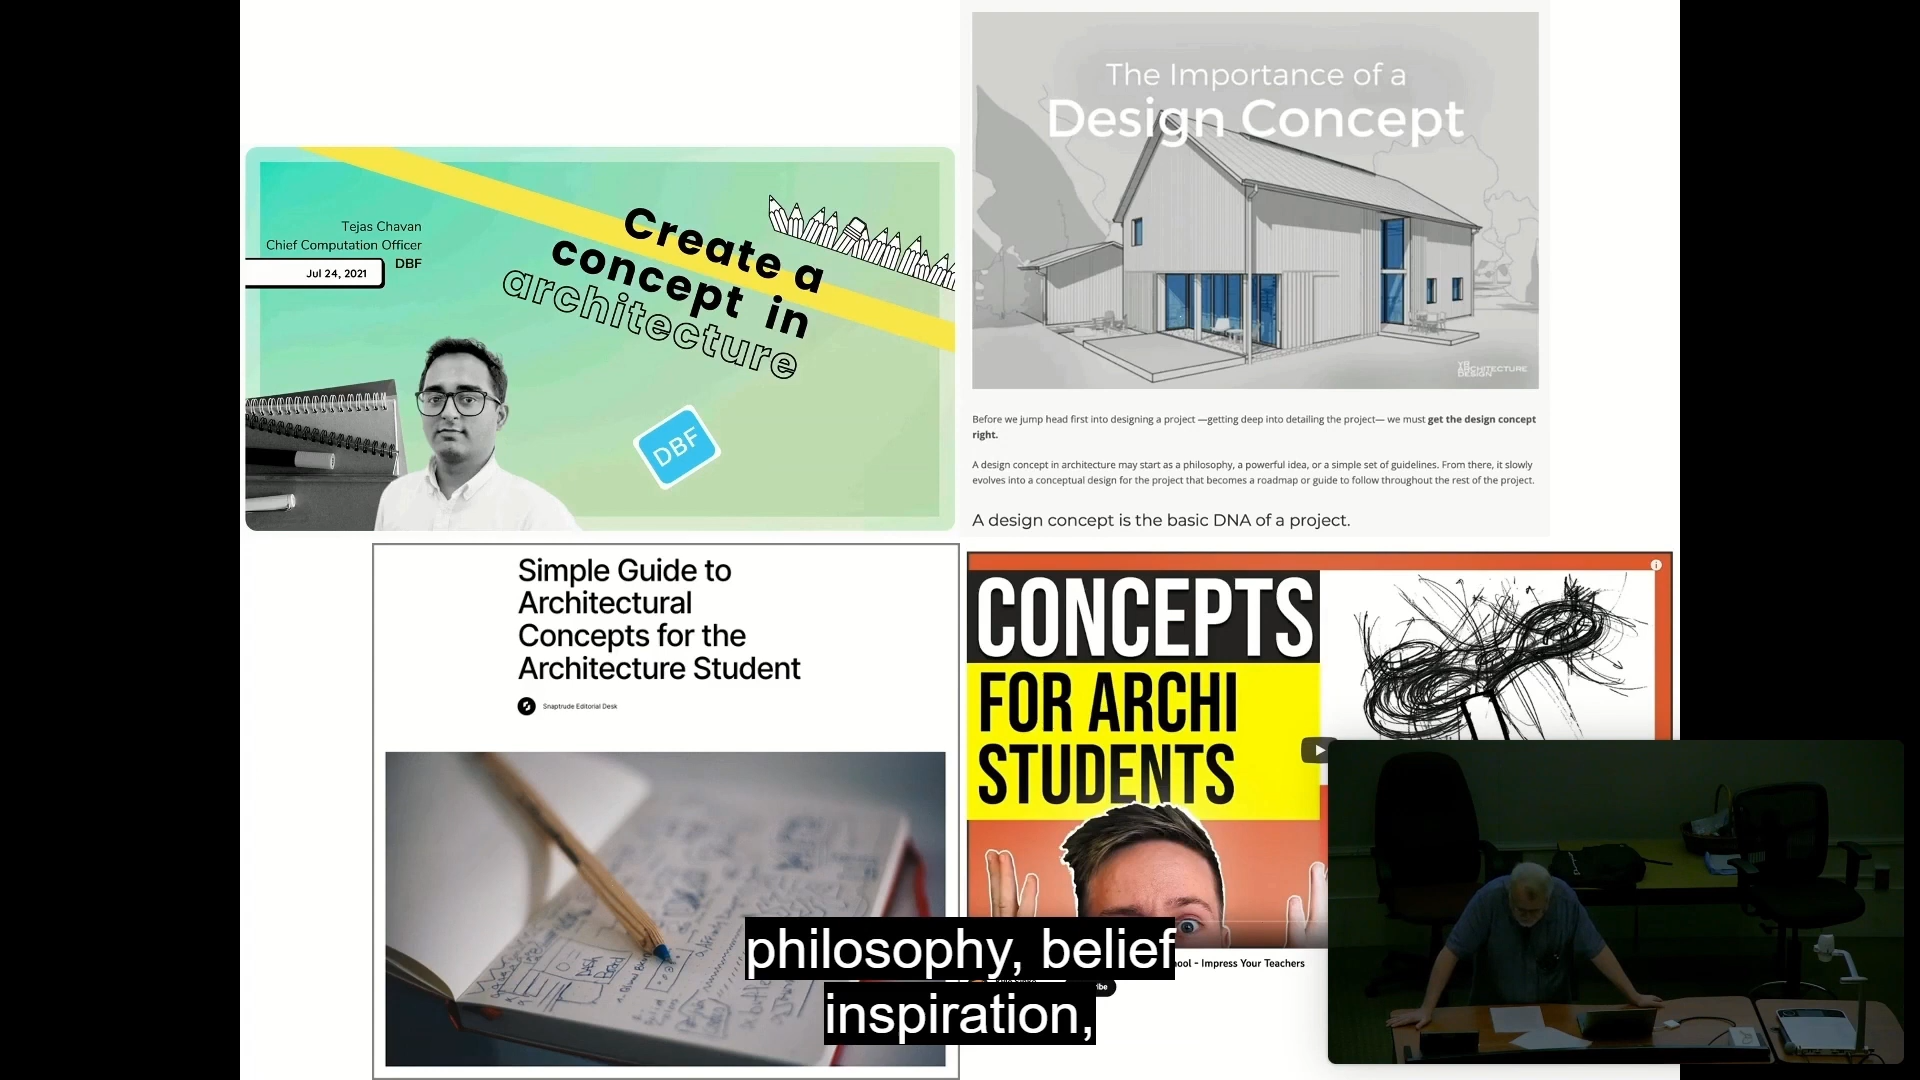 The Importance of a
Design Concept
YR
ARCHITECTURE
DESIGN
Before we jump head first into designing a project —getting deep into detailing the project— we must get the design concept
right.
A design concept in architecture may start as a philosophy, a powerful idea, or a simple set of guidelines. From there, it slowly
evolves into a conceptual design for the project that becomes a roadmap or guide to follow throughout the rest of the project.
A design concept is the basic DNA of a project.
Tejas Chavan
Chief Computation Officer
DBF
Jul 24, 2021
Create a
concept in
architecture
DBF
Simple Guide to
Architectural
Concepts for the
Architecture Student
Snaptrude Editorial Desk
CONCEPTS
FOR ARCHI
STUDENTS
- Impress Your Teachers
philosophy, belief
inspiration,